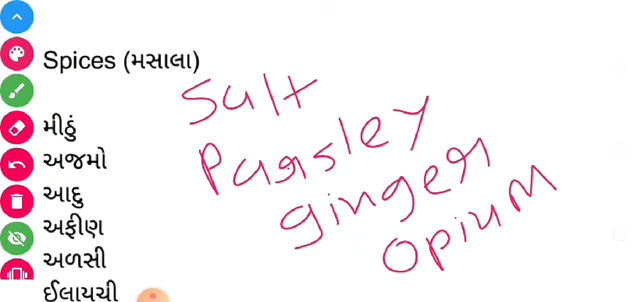 Spices (મસાલા)
Salt
Parsley
ginger
Opium
મીઠું
અજમો
આદુ
અફીણ
અળસી
ઈલાયચી